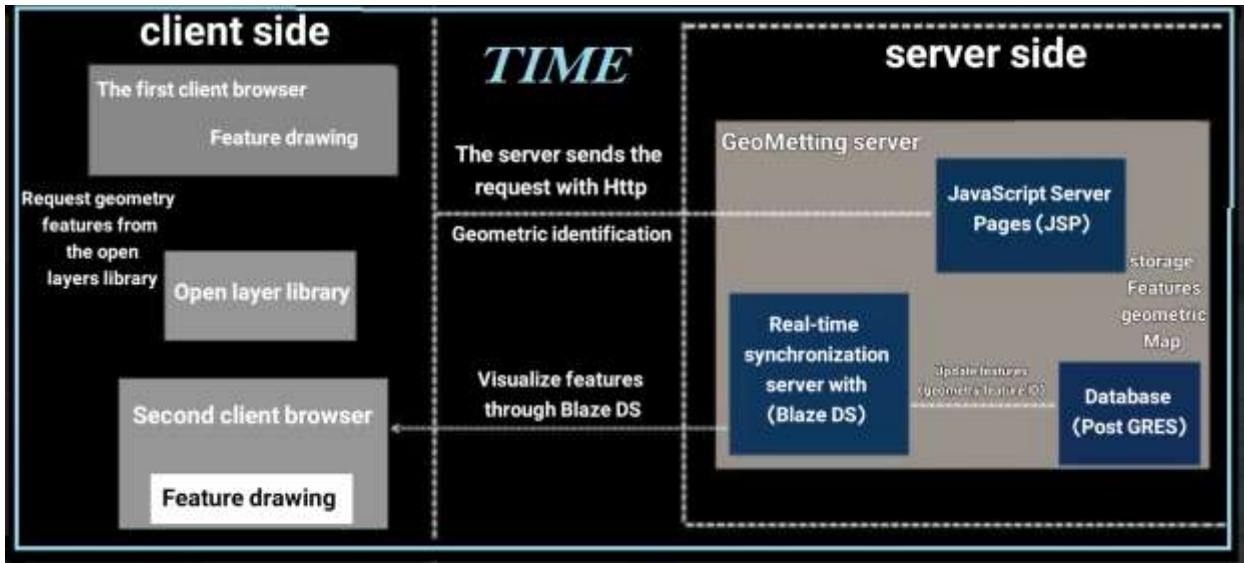 client side
The first client browser
Feature drawing
Request geometry
features from
the open
layers library
Open layer library
Second client browser
Feature drawing
TIME
The server sends the
request with Http
Geometric identification
Visualize features
through Blaze DS
server side
GeoMetting server
JavaScript Server
Pages (JSP)
storage
Features
geometric
Map
Real-time
synchronization
server with
(Blaze DS)
Update features
(geometry feature ID)
Database
(Post GRES)